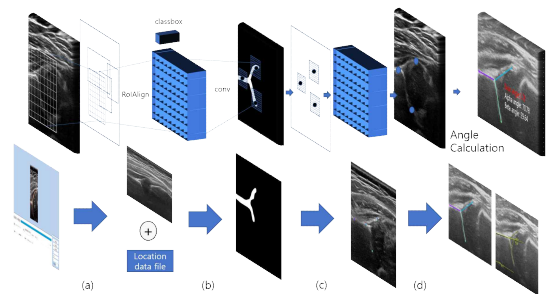 classbox
RoIAlign
conv
Angle
Calculation
Location
data file
(a)
(b)
(c)
(d)